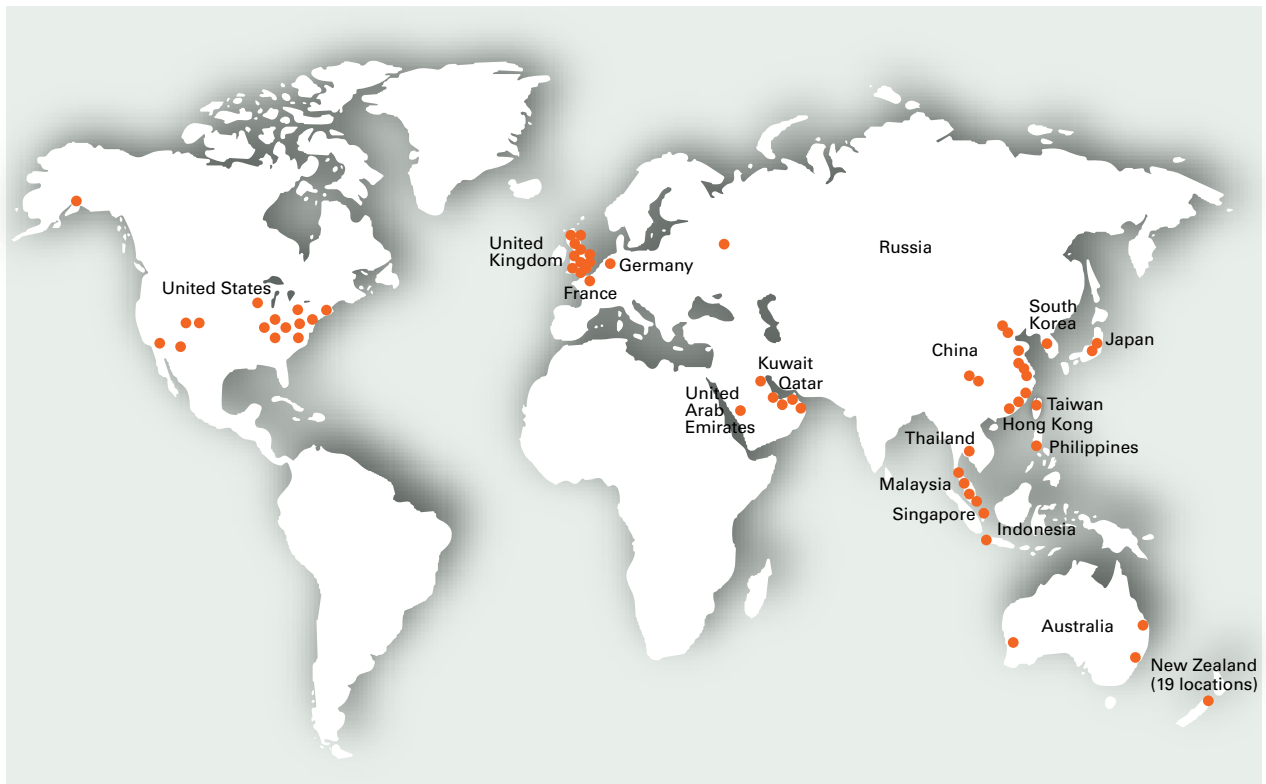 United
Kingdom
Germany
France
United States
Russia
South
Korea
Japan
China
Kuwait
Qatar
United
Arab
Emirates
Taiwan
Hong Kong
Thailand
Philippines
Malaysia
Singapore
Indonesia
Australia
New Zealand
(19 locations)